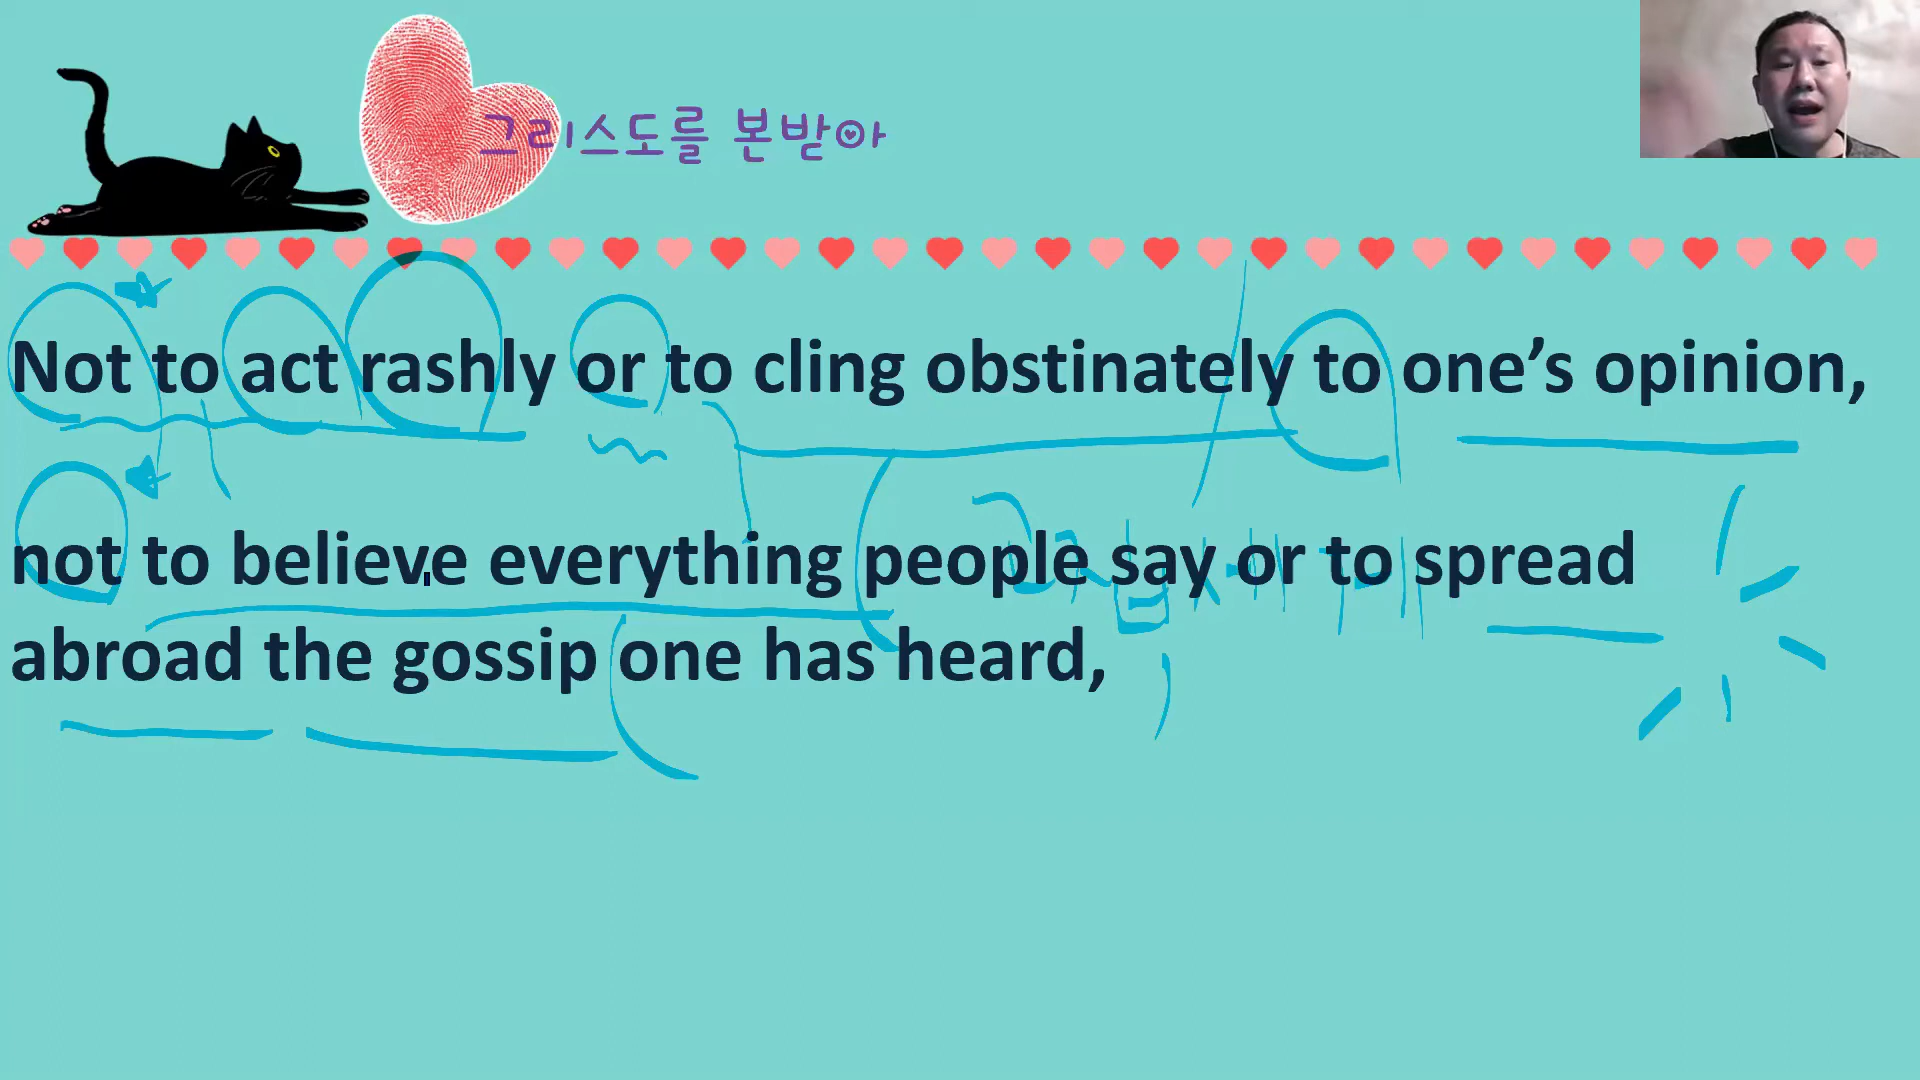 그리스도를 본받아
Not to act rashly or to cling obstinately to one’s opinion,
not to believe everything people say or to spread
abroad the gossip one has heard,